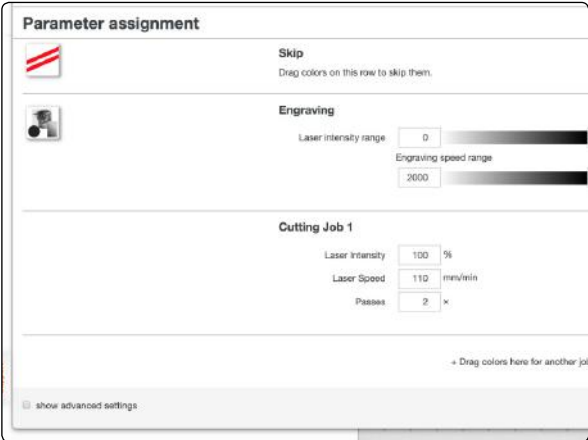 Parameter assignment
Skip
Drag colors on this row to skip them.
Engraving
Laser intensity range 0
Engraving speed range
2000
Cutting Job 1
Laser Intensity 100 %
Laser Speed 110 mm/min
Passes 2 ×
+ Drag colors here for another
show advanced settings